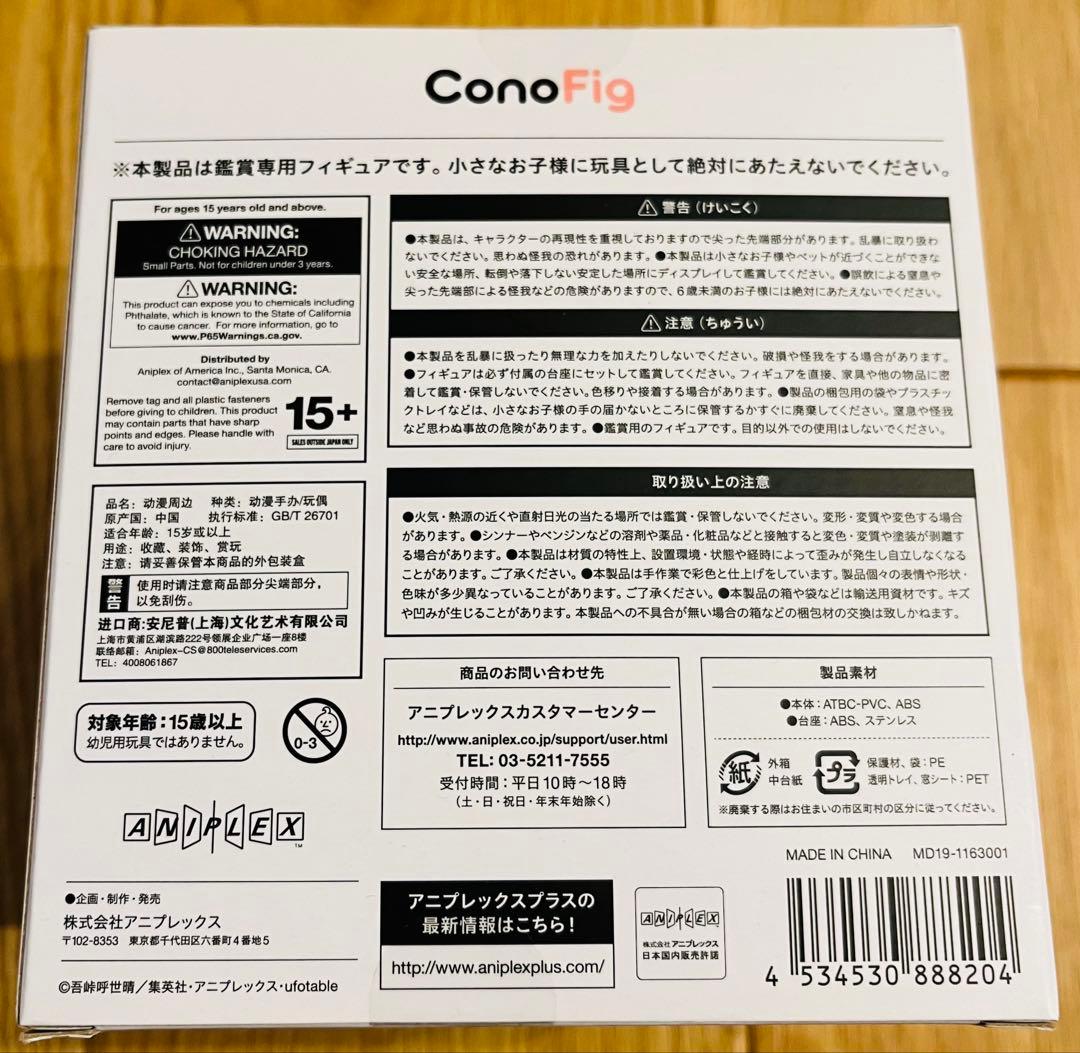 ConoFig
※本製品は鑑賞専用フィギュアです。小さなお子様に玩具として絶対にあたえないでください。
For ages 15 years old and above.
⚠WARNING:
CHOKING HAZARD
Small Parts. Not for children under 3 years.
⚠WARNING:
This product can expose you to chemicals including
Phthalate, which is known to the State of California
to cause cancer. For more information, go to
www.P65Warnings.ca.gov.
Distributed by
Aniplex of America Inc., Santa Monica, CA.
contact@aniplexusa.com
Remove tag and all plastic fasteners
before giving to children. This product
may contain parts that have sharp
points and edges. Please handle with
care to avoid injury.
15+
SALES OUTSIDE JAPAN ONLY
⚠警告(けいこく)
●本製品は、キャラクターの再現性を重視しておりますので尖った先端部分があります。乱暴に取り扱わ
ないでください。思わぬ怪我の恐れがあります。●本製品は小さなお子様やペットが近づくことができな
い安全な場所、転倒や落下しない安定した場所にディスプレイして鑑賞してください。●誤飲による窒息や
尖った先端部による怪我などの危険がありますので、6歳未満のお子様には絶対にあたえないでください。
⚠注意(ちゅうい)
●本製品を乱暴に扱ったり無理な力を加えたりしないでください。破損や怪我をする場合があります。
●フィギュアは必ず付属の台座にセットして鑑賞してください。フィギュアを直接、家具や他の物品に密
着して鑑賞・保管しないでください。色移りや接着する場合があります。●製品の梱包用の袋やプラスチッ
クトレイなどは、小さなお子様の手の届かないところに保管するかすぐに廃棄してください。窒息や怪我
など思わぬ事故の危険があります。●鑑賞用のフィギュアです。目的以外での使用はしないでください。
取り扱い上の注意
●火気・熱源の近くや直射日光の当たる場所では鑑賞・保管しないでください。変形・変質や変色する場合
があります。●シンナーやベンジンなどの溶剤や薬品・化粧品などと接触すると変色・変質や塗装が剥離す
る場合があります。●本製品は材質の特性上、設置環境・状態や経時によって歪みが発生し自立しなくなる
ことがあります。ご了承ください。●本製品は手作業で彩色と仕上げをしています。製品個々の表情や形状・
色味が多少異なっていることがあります。ご了承ください。●本製品の箱や袋などは輸送用資材です。キズ
や凹みが生じることがあります。本製品への不具合が無い場合の箱などの梱包材の交換は致しかねます。
品名：动漫周边 种类：动漫手办/玩偶
原产国：中国 执行标准：GB/T 26701
适合年龄：15岁或以上
用途：收藏、装饰、赏玩
注意：请妥善保管本商品的外包装盒
警告
使用时请注意商品部分尖端部分，
以免刮伤。
进口商：安尼普(上海)文化艺术有限公司
上海市黄浦区湖滨路222号领展企业广场一座8楼
联络邮箱：Aniplex-CS@800teleservices.com
TEL：4008061867
対象年齢：15歳以上
幼児用玩具ではありません。
0-3
商品のお問い合わせ先
アニプレックスカスタマーセンター
http://www.aniplex.co.jp/support/user.html
TEL: 03-5211-7555
受付時間：平日10時〜18時
(土・日・祝日・年末年始除く)
製品素材
●本体：ATBC-PVC、ABS
●台座：ABS、ステンレス
紙
外箱
中台紙
プラ
保護材、袋：PE
透明トレイ、窓シート：PET
※廃棄する際はお住まいの市区町村の区分に従ってください。
ANIPLEX
TM
MADE IN CHINA MD19-1163001
●企画・制作・発売
株式会社アニプレックス
〒102-8353 東京都千代田区六番町4番地5
©吾峠呼世晴／集英社・アニプレックス・ufotable
アニプレックスプラスの
最新情報はこちら！
http://www.aniplexplus.com/
ANIPLEX
株式会社アニプレックス
日本国内販売許諾
4 534530 888204